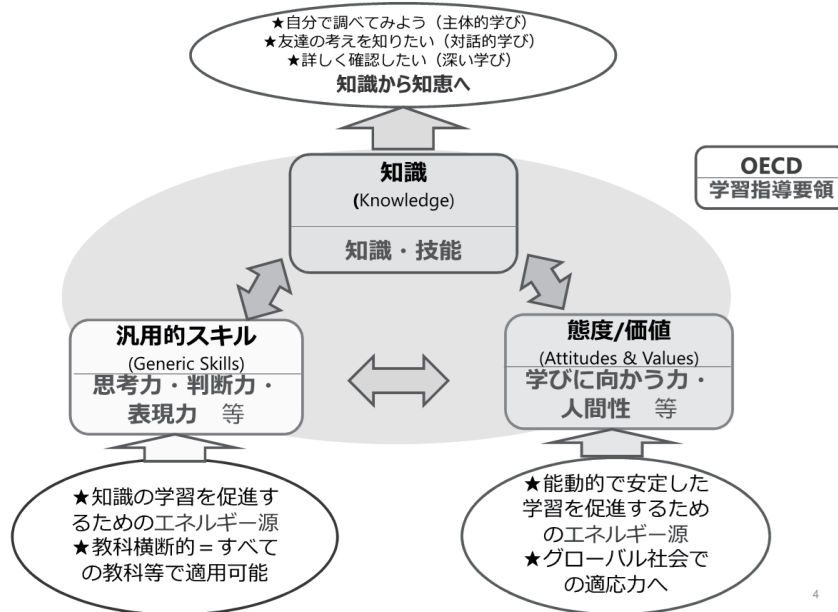 ★自分で調べてみよう（主体的学び）
★友達の考えを知りたい（対話的学び）
★詳しく確認したい（深い学び）
知識から知恵へ
知識
(Knowledge)
知識・技能
OECD
学習指導要領
汎用的スキル
(Generic Skills)
思考力・判断力・
表現力　等
態度/価値
(Attitudes & Values)
学びに向かう力・
人間性　等
★知識の学習を促進す
るためのエネルギー源
★教科横断的＝すべて
の教科等で適用可能
★能動的で安定した
学習を促進するため
のエネルギー源
★グローバル社会で
の適応力へ
4